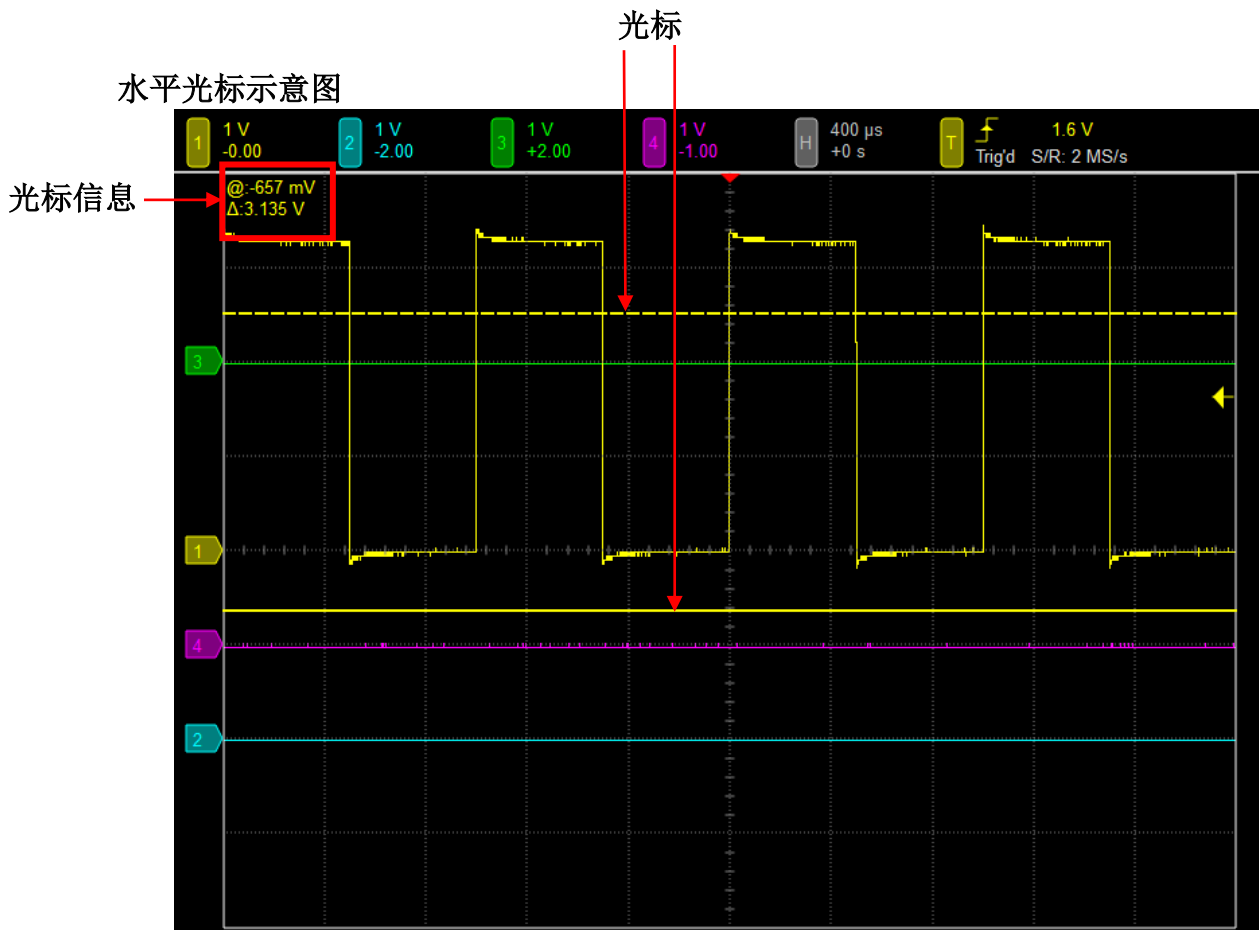 光标
水平光标示意图
1 1 V -0.00
2 1 V -2.00
3 1 V +2.00
4 1 V -1.00
H 400 μs +0 s
T Trig'd 1.6 V S/R: 2 MS/s
光标信息
@:-657 mV
Δ:3.135 V
3
1
4
2